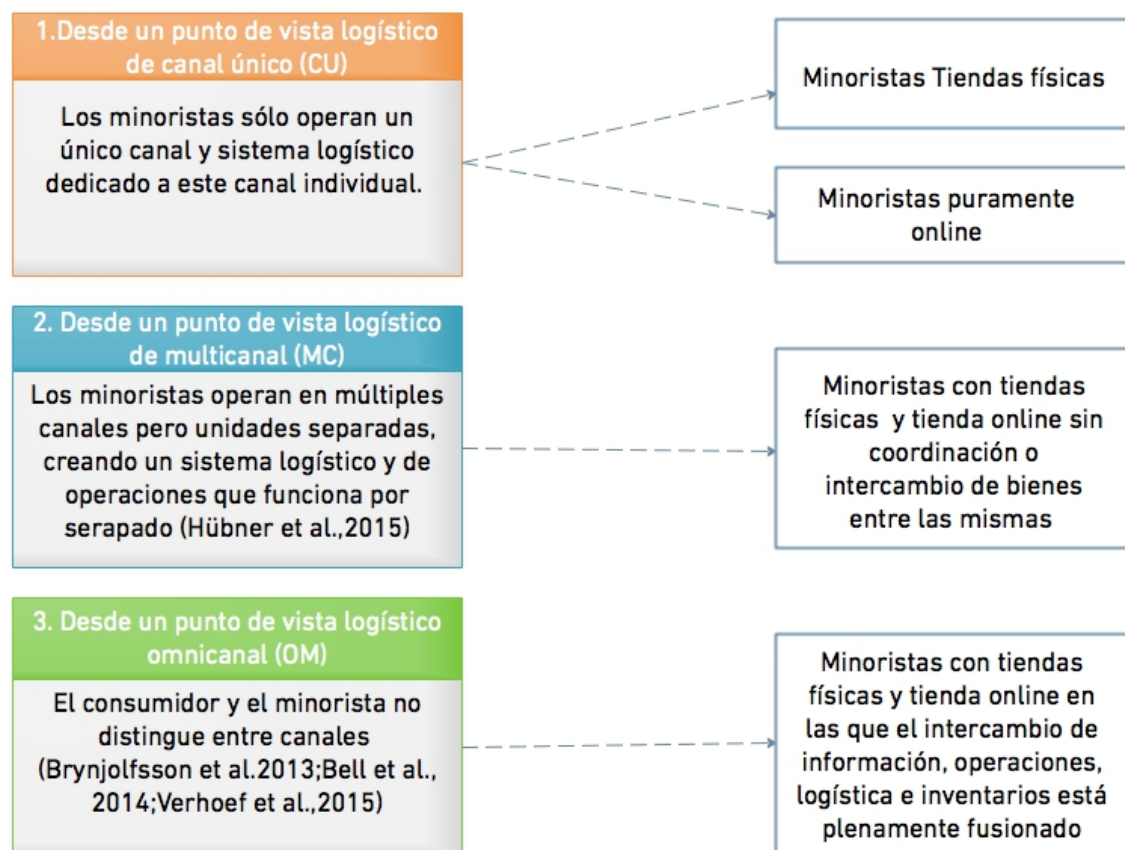 1.Desde un punto de vista logístico
de canal único (CU)
Los minoristas sólo operan un
único canal y sistema logístico
dedicado a este canal individual.
Minoristas Tiendas físicas
Minoristas puramente
online
2. Desde un punto de vista logístico
de multicanal (MC)
Los minoristas operan en múltiples
canales pero unidades separadas,
creando un sistema logístico y de
operaciones que funciona por
serapado (Hübner et al.,2015)
Minoristas con tiendas
físicas y tienda online sin
coordinación o
intercambio de bienes
entre las mismas
3. Desde un punto de vista logístico
omnicanal (OM)
El consumidor y el minorista no
distingue entre canales
(Brynjolfsson et al.2013;Bell et al.,
2014;Verhoef et al.,2015)
Minoristas con tiendas
físicas y tienda online en
las que el intercambio de
información, operaciones,
logística e inventarios está
plenamente fusionado